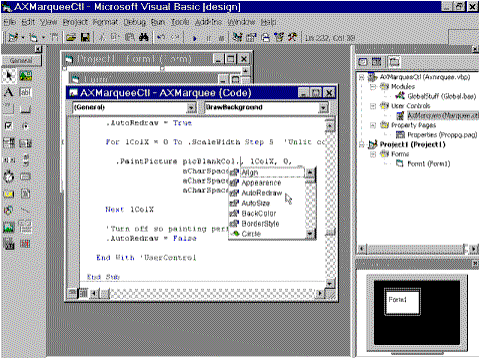 AXMarqueeCtl - Microsoft Visual Basic [design]
File Edit View Project Format Debug Run Tools Add-Ins Window Help
Ln 232, Col 38
General
Project1 - Form1 (Form)
Form
AXMarqueeCtl - AXMarquee (Code)
(General)
DrawBackground
.AutoRedraw = True
For lColX = 0 To .ScaleWidth Step 5 'Unlit co
.PaintPicture picBlankCol., lColX, 0, _
mCharSpac
mCharSpac
mCharSpac
Align
Appearance
AutoRedraw
AutoSize
BackColor
BorderStyle
Circle
Next lColX
'Turn off so painting per
.AutoRedraw = False
End With 'UserControl
End Sub
AXMarqueeCtl (Axmrquee.vbp)
Modules
GlobalStuff (Global.bas)
User Controls
AxMarquee (Marquee.ctl
Property Pages
Properties (Proppg.pag)
Project1 (Project1)
Forms
Form1 (Form1)
Form1